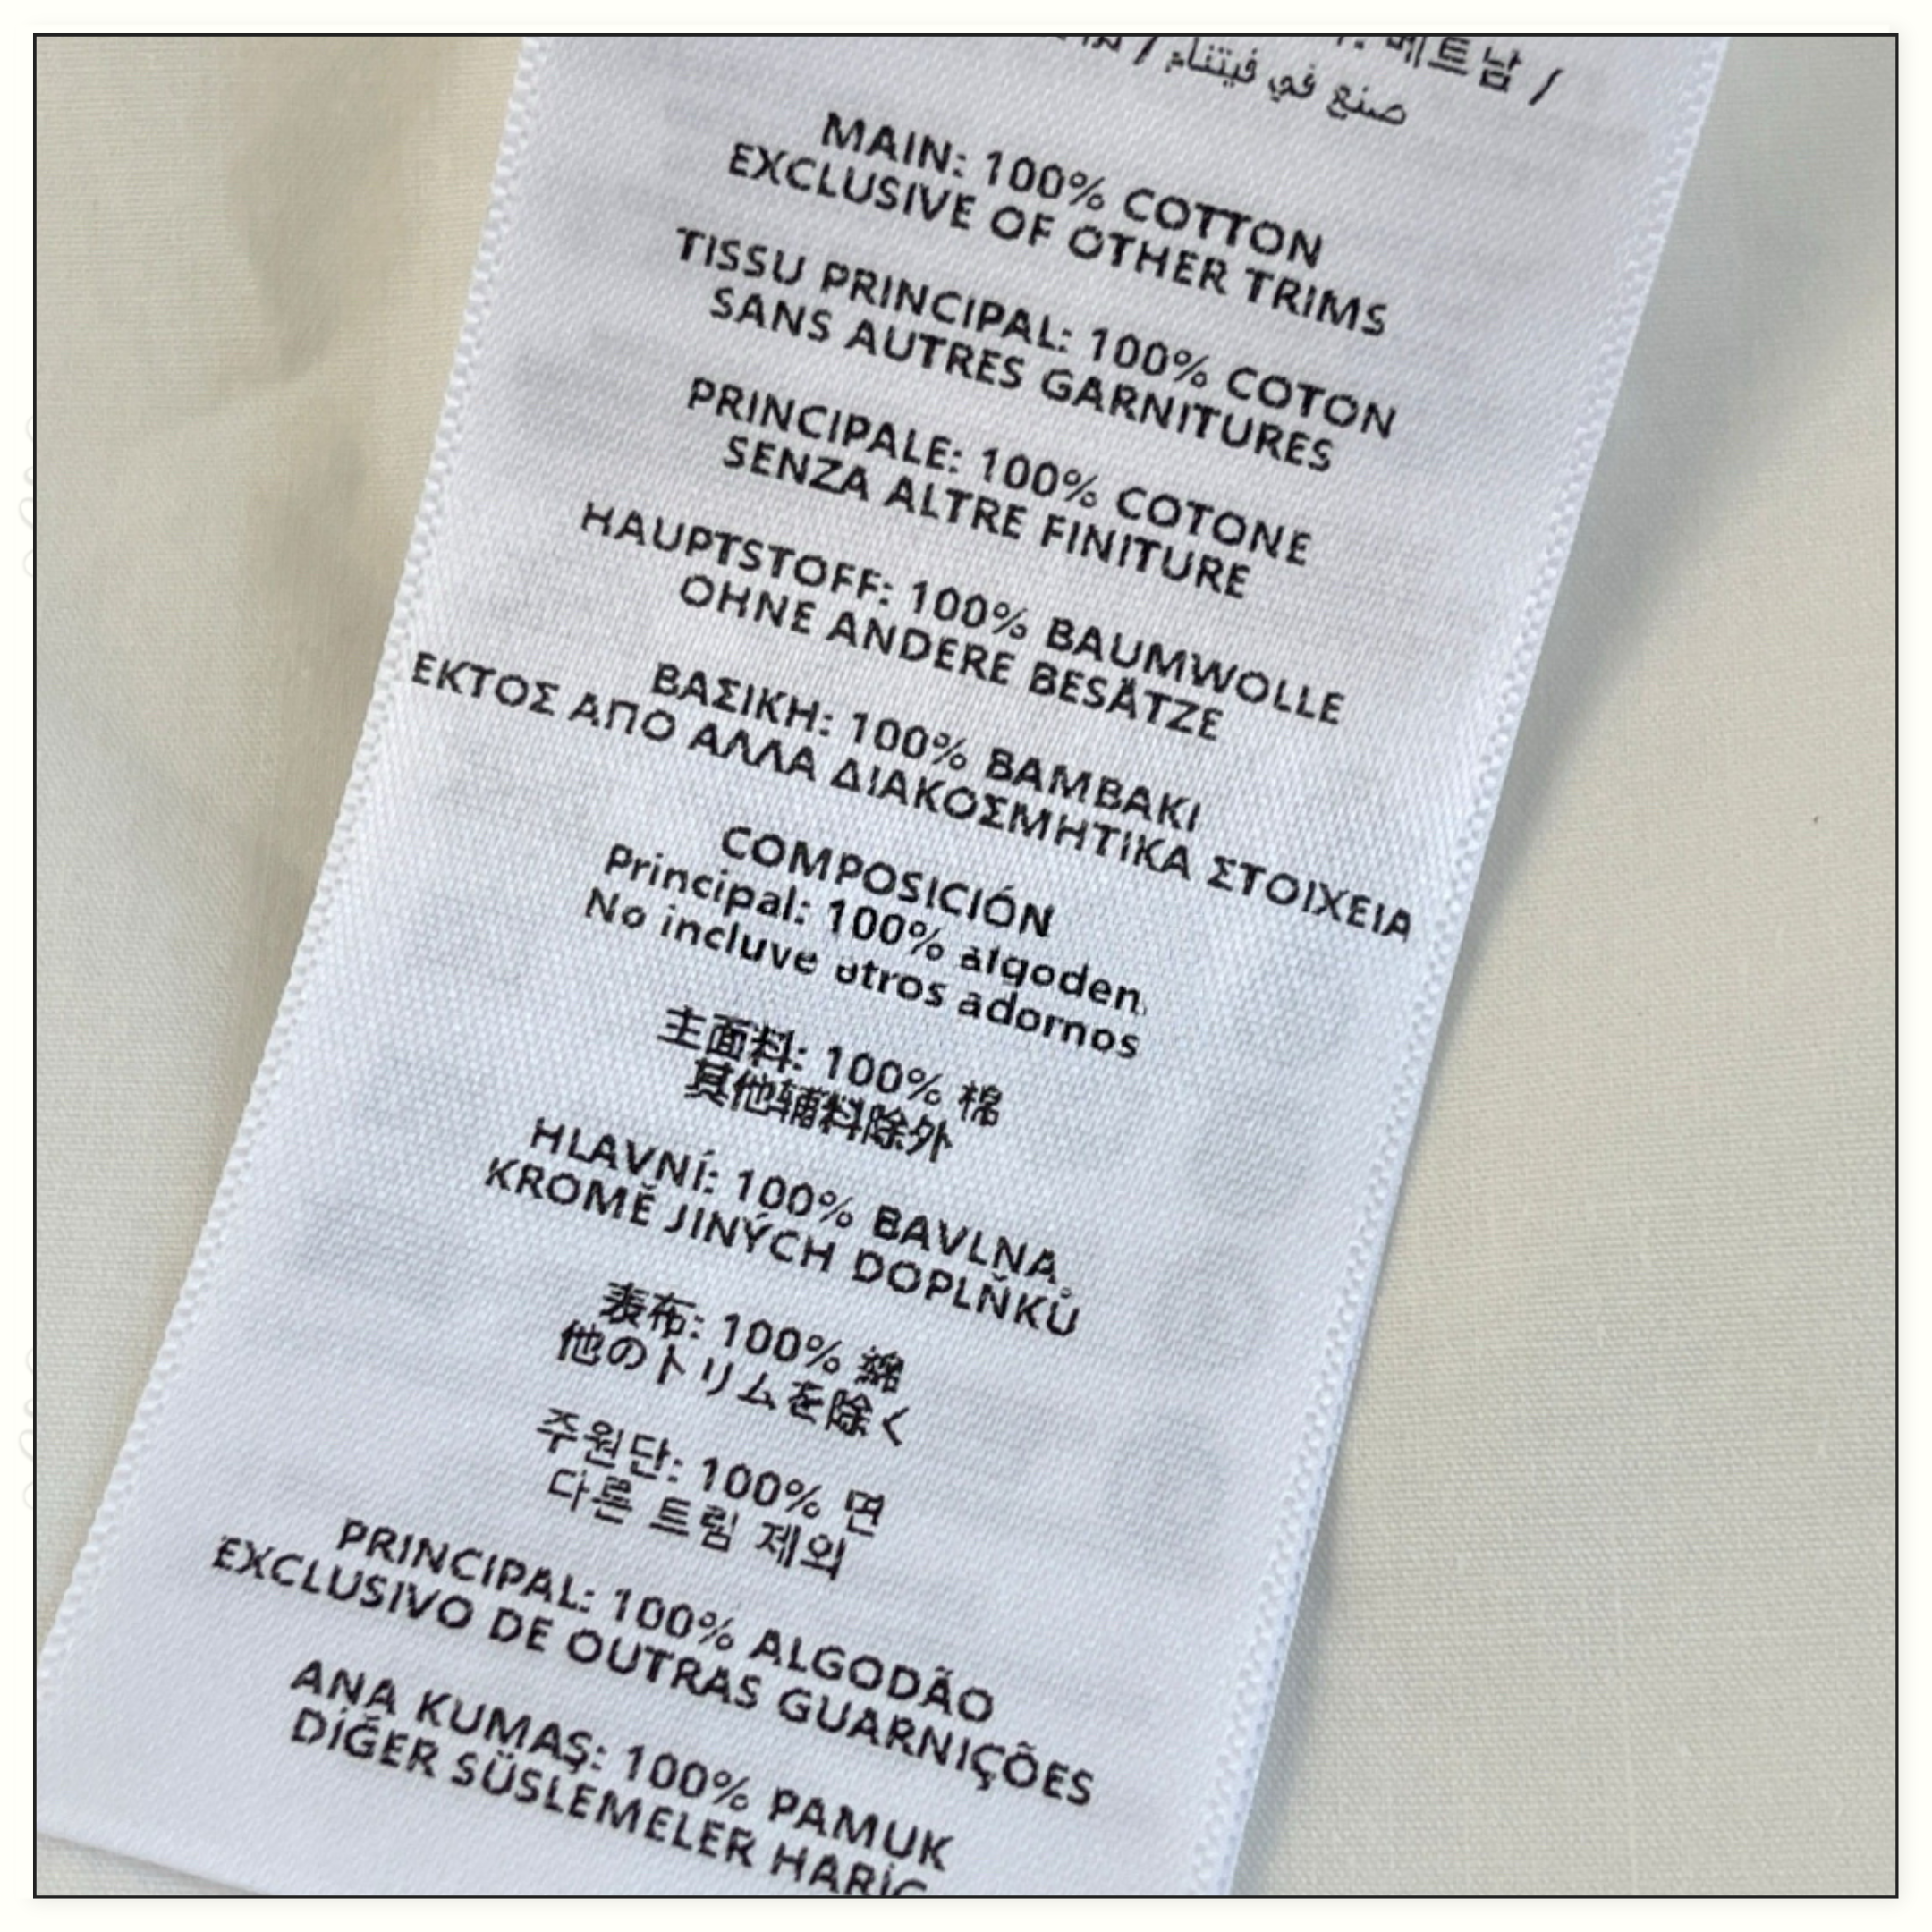 베트남 /
صنع في فيتنام /
MAIN: 100% COTTON
EXCLUSIVE OF OTHER TRIMS
TISSU PRINCIPAL: 100% COTON
SANS AUTRES GARNITURES
PRINCIPALE: 100% COTONE
SENZA ALTRE FINITURE
HAUPTSTOFF: 100% BAUMWOLLE
OHNE ANDERE BESÄTZE
ΒΑΣΙΚΗ: 100% ΒΑΜΒΑΚΙ
ΕΚΤΟΣ ΑΠΟ ΑΛΛΑ ΔΙΑΚΟΣΜΗΤΙΚΑ ΣΤΟΙΧΕΙΑ
COMPOSICIÓN
Principal: 100% algoden.
No incluve otros adornos
主面料: 100% 棉
其他辅料除外
HLAVNÍ: 100% BAVLNA
KROMĚ JINÝCH DOPLŇKŮ
表布: 100% 綿
他のトリムを除く
주원단: 100% 면
다른 트림 제외
PRINCIPAL: 100% ALGODÃO
EXCLUSIVO DE OUTRAS GUARNIÇÕES
ANA KUMAŞ: 100% PAMUK
DİĞER SÜSLEMELER HARİÇ